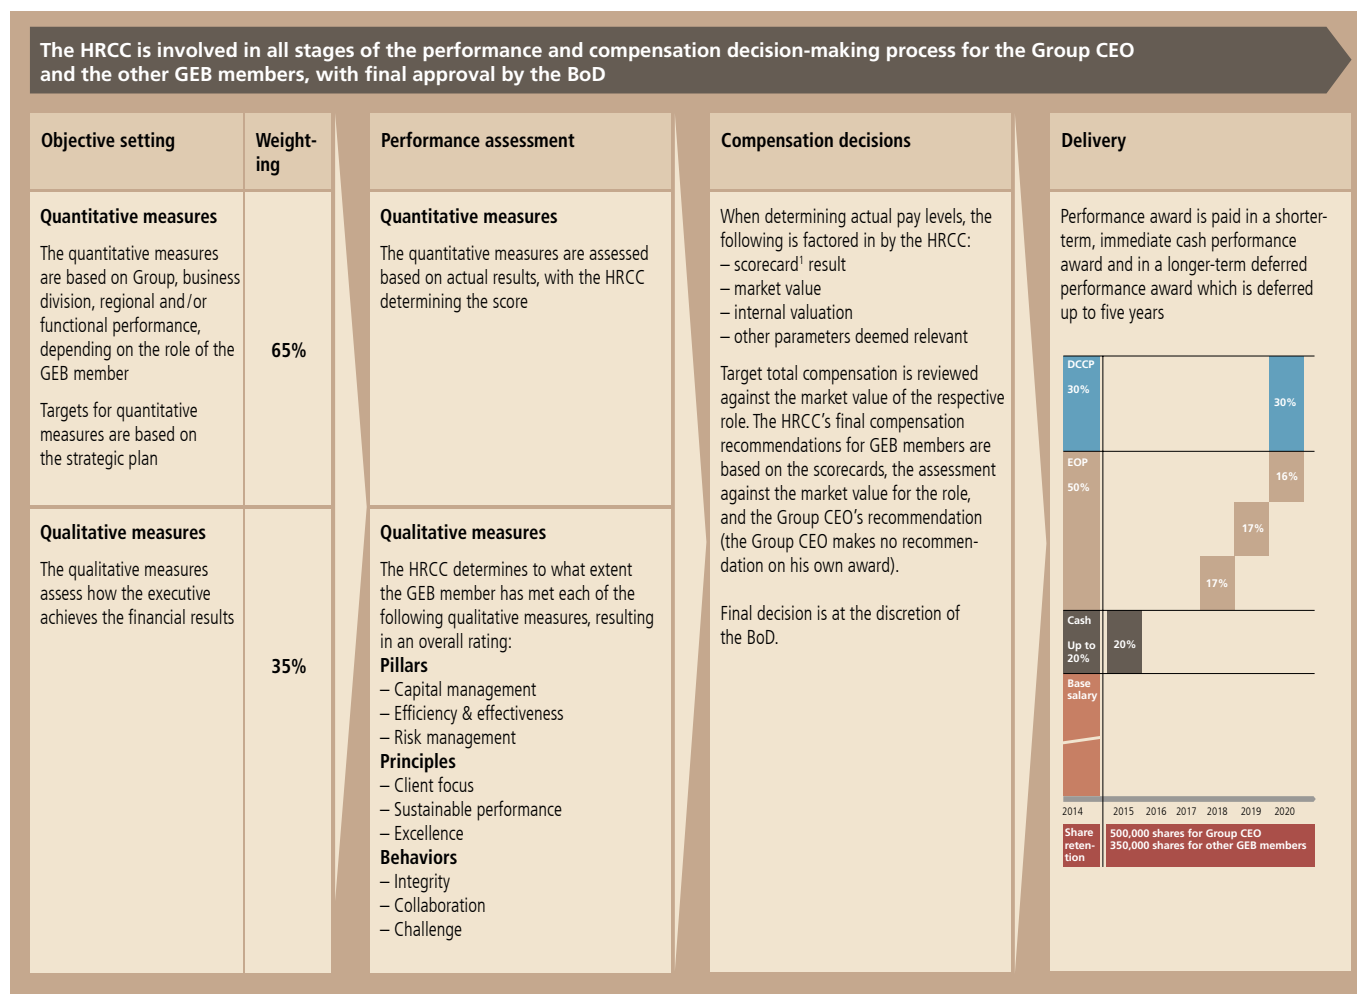 The HRCC is involved in all stages of the performance and compensation decision-making process for the Group CEO
and the other GEB members, with final approval by the BoD
Objective setting
Weight-
ing
Quantitative measures
The quantitative measures
are based on Group, business
division, regional and/or
functional performance,
depending on the role of the
GEB member
Targets for quantitative
measures are based on
the strategic plan
65%
Qualitative measures
The qualitative measures
assess how the executive
achieves the financial results
35%
Performance assessment
Quantitative measures
The quantitative measures are assessed
based on actual results, with the HRCC
determining the score
Qualitative measures
The HRCC determines to what extent
the GEB member has met each of the
following qualitative measures, resulting
in an overall rating:
Pillars
– Capital management
– Efficiency & effectiveness
– Risk management
Principles
– Client focus
– Sustainable performance
– Excellence
Behaviors
– Integrity
– Collaboration
– Challenge
Compensation decisions
When determining actual pay levels, the
following is factored in by the HRCC:
– scorecard¹ result
– market value
– internal valuation
– other parameters deemed relevant
Target total compensation is reviewed
against the market value of the respective
role. The HRCC’s final compensation
recommendations for GEB members are
based on the scorecards, the assessment
against the market value for the role,
and the Group CEO’s recommendation
(the Group CEO makes no recommen-
dation on his own award).
Final decision is at the discretion of
the BoD.
Delivery
Performance award is paid in a shorter-
term, immediate cash performance
award and in a longer-term deferred
performance award which is deferred
up to five years
DCCP
30%
30%
EOP
50%
16%
17%
17%
Cash
Up to
20%
20%
Base
salary
2014 2015 2016 2017 2018 2019 2020
Share
reten-
tion
500,000 shares for Group CEO
350,000 shares for other GEB members